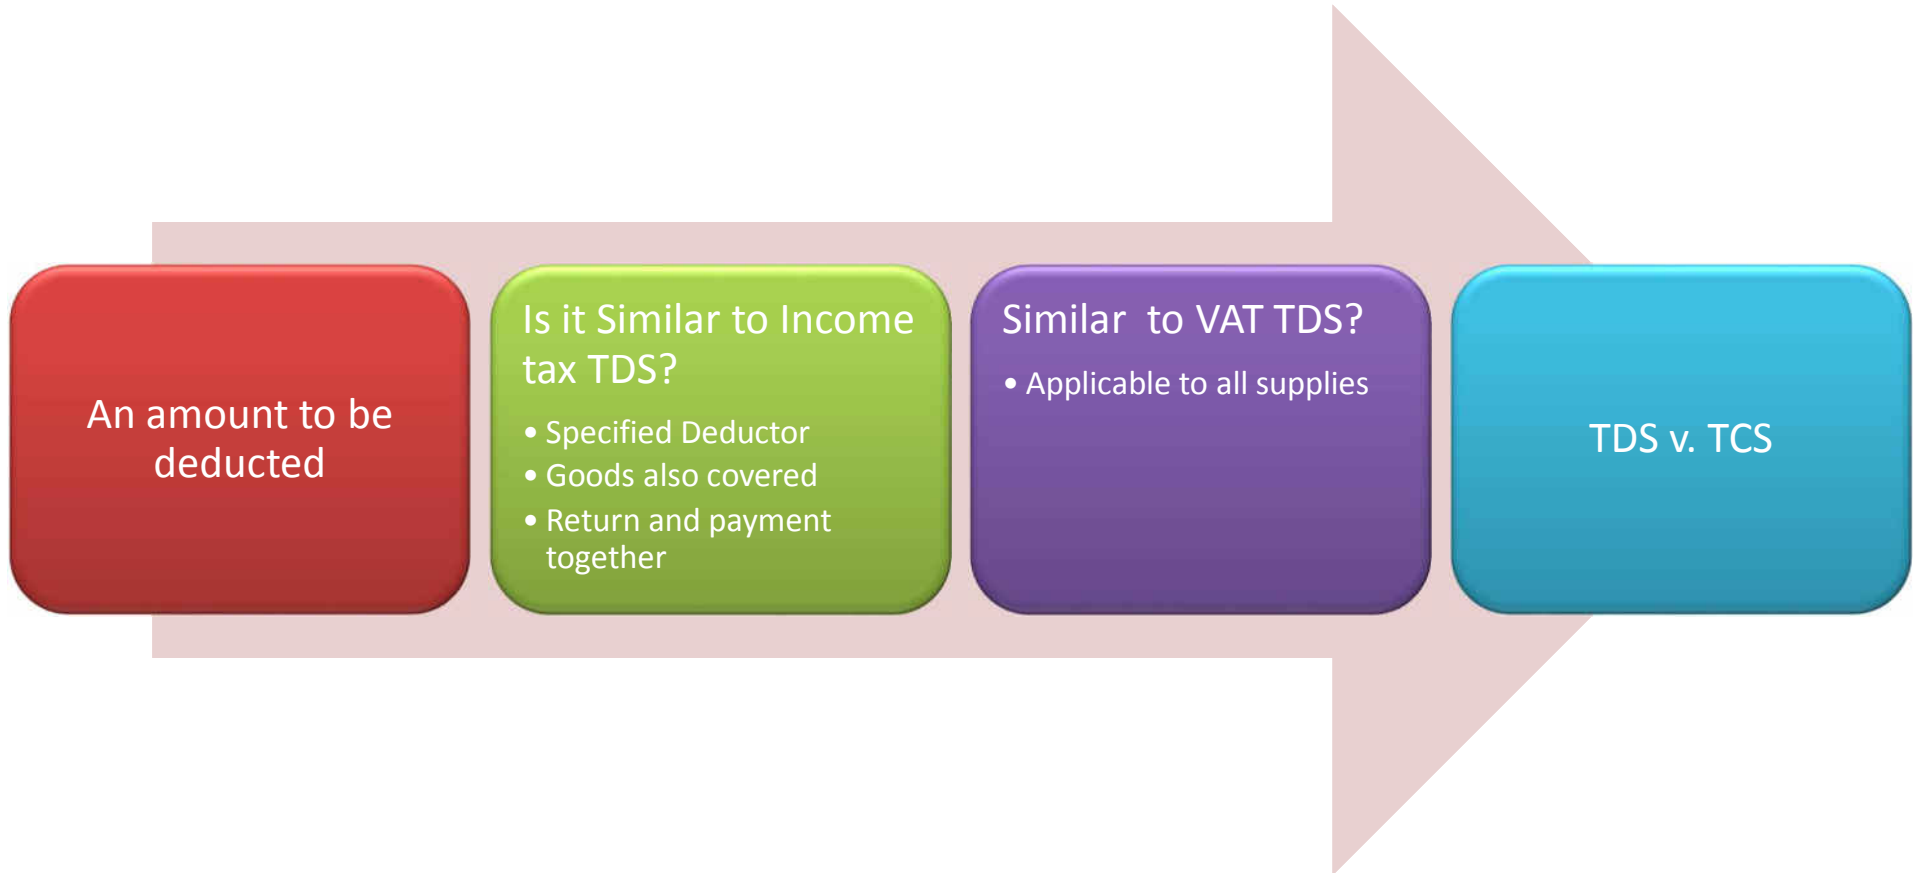 An amount to be
deducted
Is it Similar to Income
tax TDS?
• Specified Deductor
• Goods also covered
• Return and payment
together
Similar to VAT TDS?
• Applicable to all supplies
TDS v. TCS